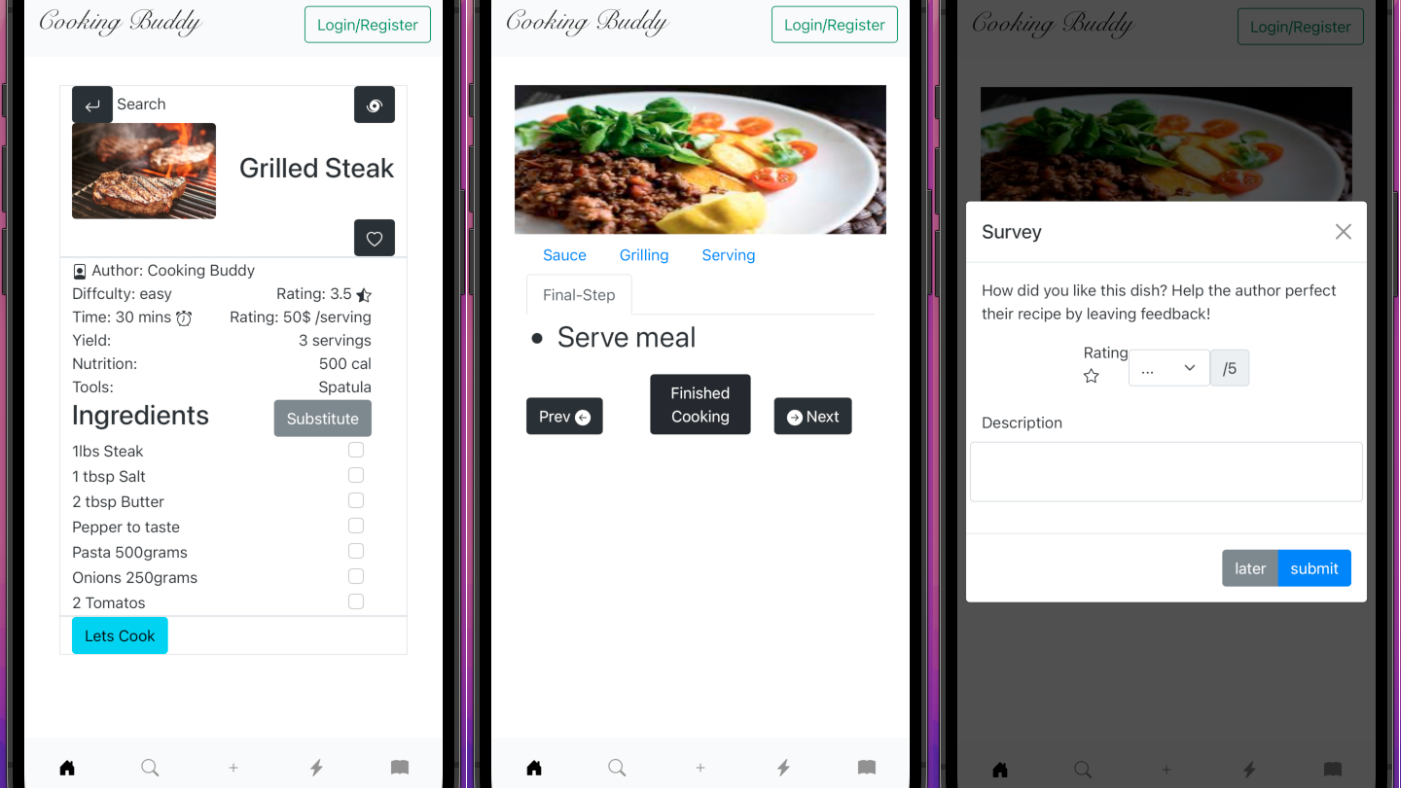 Cooking Buddy
Login/Register
Search
Grilled Steak
Author: Cooking Buddy
Diffculty: easy
Rating: 3.5
Time: 30 mins
Rating: 50$ /serving
Yield:
3 servings
Nutrition:
500 cal
Tools:
Spatula
Ingredients
Substitute
1lbs Steak
1 tbsp Salt
2 tbsp Butter
Pepper to taste
Pasta 500grams
Onions 250grams
2 Tomatos
Lets Cook
Cooking Buddy
Login/Register
Sauce
Grilling
Serving
Final-Step
Serve meal
Prev
Finished
Cooking
Next
Cooking Buddy
Login/Register
Survey
How did you like this dish? Help the author perfect
their recipe by leaving feedback!
Rating
...
/5
Description
later
submit